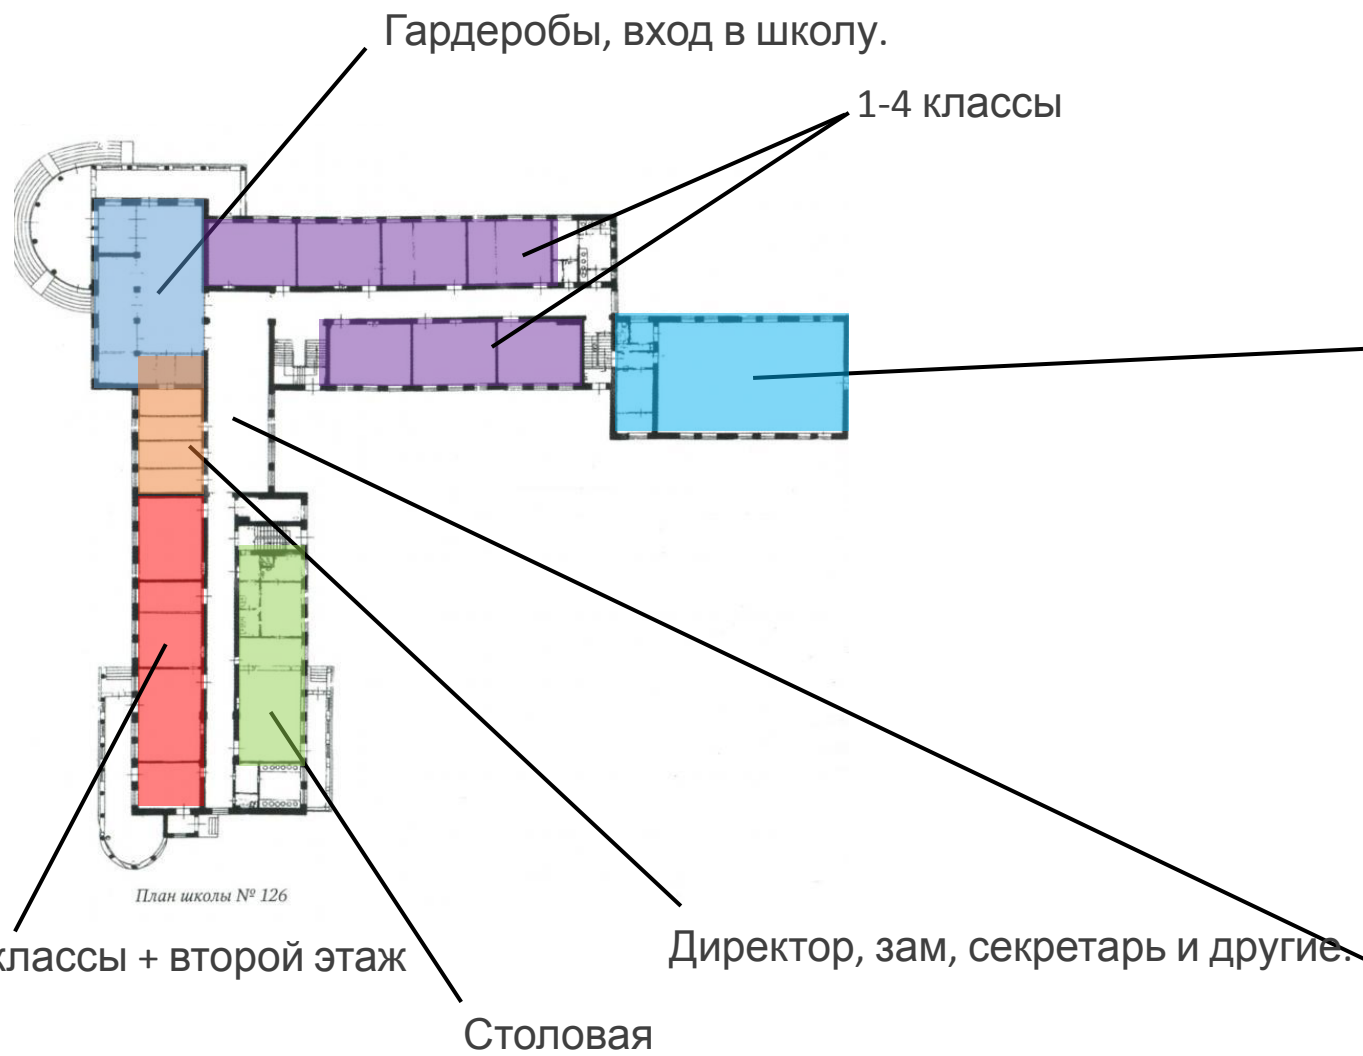 Гардеробы, вход в школу.
1-4 классы
План школы № 126
классы + второй этаж
Директор, зам, секретарь и другие.
Столовая